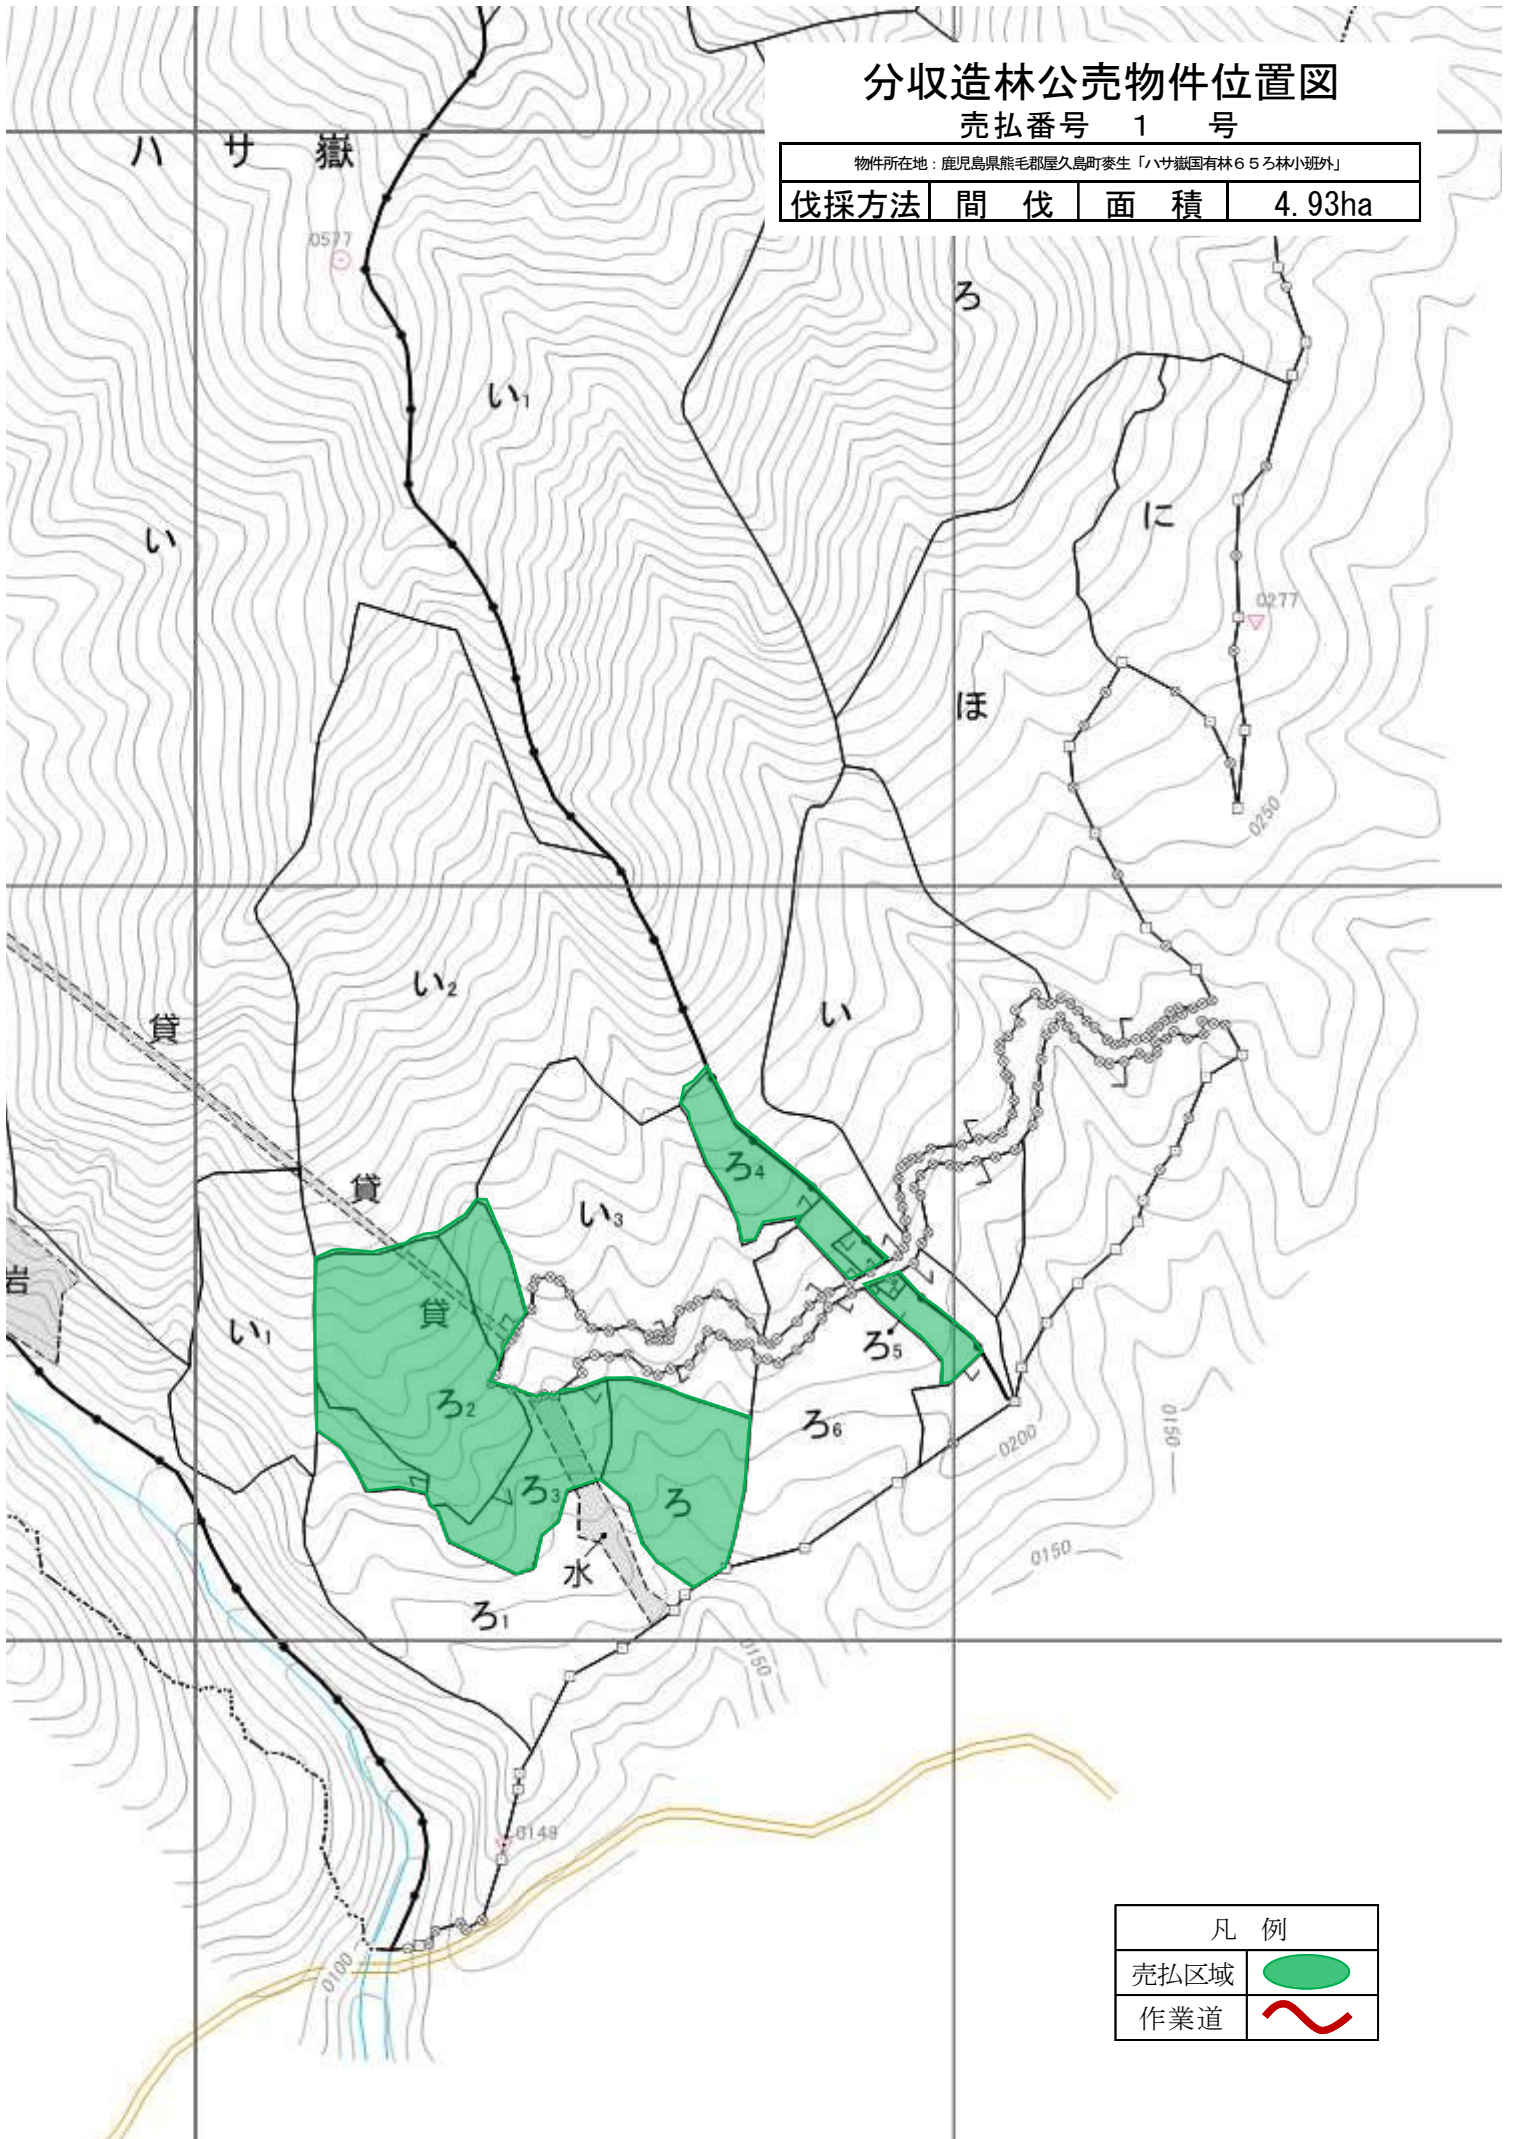 分収造林公売物件位置図
売払番号 1 号
物件所在地：鹿児島県熊毛郡屋久島町麥生「ハサ嶽国有林６５ろ林小班外」
伐採方法 間 伐 面 積 4.93ha
ハ サ 嶽
0577
ろ
い1
に
い
0277
ほ
0250
い2
い
貸
ろ4
貸
い3
岩
貸
い1
ろ5
ろ2
ろ6
0150
0200
ろ3
ろ
0150
水
ろ1
0150
0149
0100
凡 例
売払区域
作業道